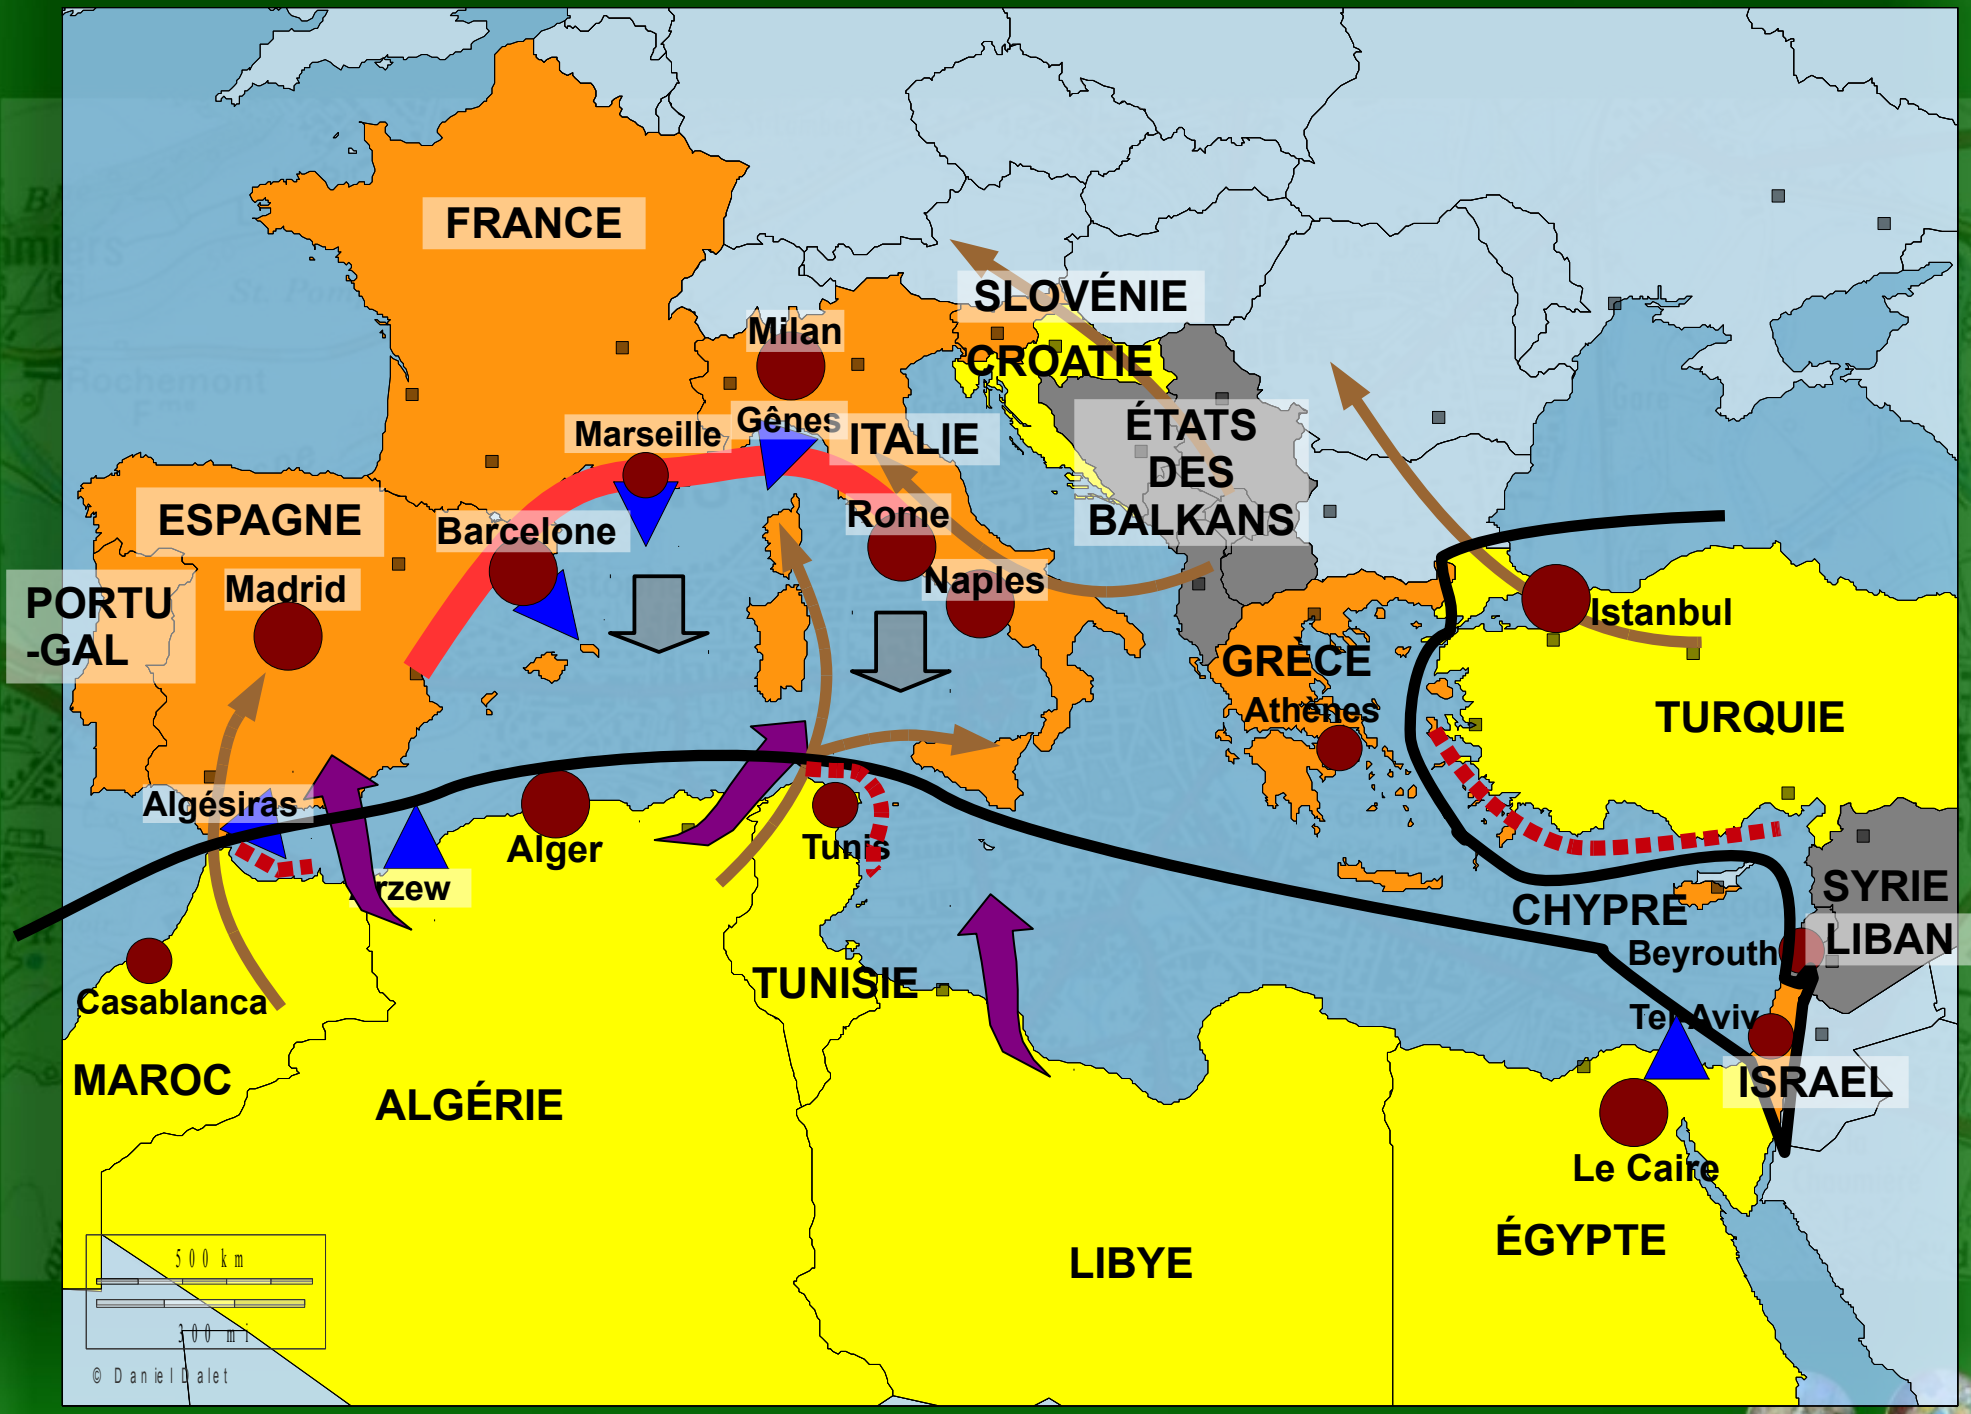 FRANCE
SLOVÉNIE
Milan
CROATIE
Gênes
Marseille
ITALIE
ÉTATS
DES
BALKANS
ESPAGNE
Barcelone
Rome
Madrid
Naples
PORTU
-GAL
Istanbul
GRÈCE
Athènes
TURQUIE
Algésiras
Alger
Tunis
rzew
SYRIE
CHYPRE
LIBAN
Beyrouth
TUNISIE
Casablanca
Tel Aviv
MAROC
ISRAEL
ALGÉRIE
Le Caire
ÉGYPTE
LIBYE
500 km
300 mi
© Daniel Dalet
Rochemont